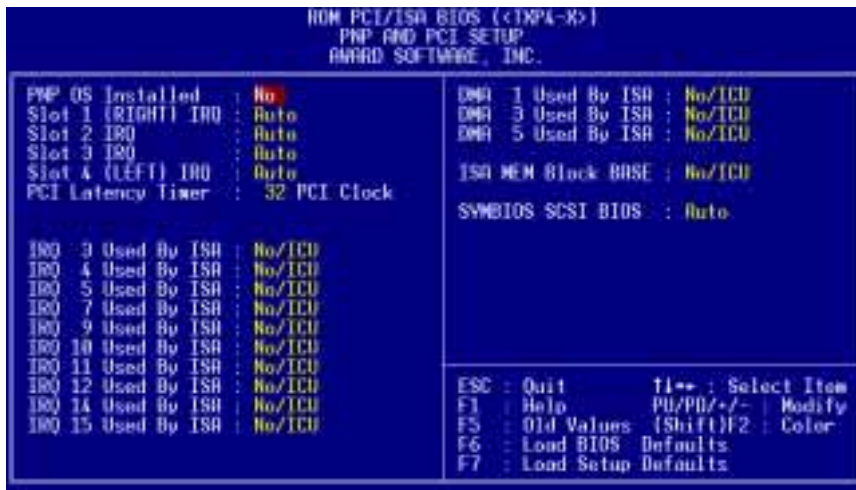 ROM PCI/ISA BIOS (<TXP4-X>)
PNP AND PCI SETUP
AWARD SOFTWARE, INC.
PNP OS Installed : No
Slot 1 (RIGHT) IRQ : Auto
Slot 2 IRQ : Auto
Slot 3 IRQ : Auto
Slot 4 (LEFT) IRQ : Auto
PCI Latency Timer : 32 PCI Clock
IRQ 3 Used By ISA : No/ICU
IRQ 4 Used By ISA : No/ICU
IRQ 5 Used By ISA : No/ICU
IRQ 7 Used By ISA : No/ICU
IRQ 9 Used By ISA : No/ICU
IRQ 10 Used By ISA : No/ICU
IRQ 11 Used By ISA : No/ICU
IRQ 12 Used By ISA : No/ICU
IRQ 14 Used By ISA : No/ICU
IRQ 15 Used By ISA : No/ICU
DMA 1 Used By ISA : No/ICU
DMA 3 Used By ISA : No/ICU
DMA 5 Used By ISA : No/ICU
ISA MEM Block BASE : No/ICU
SYMBIOS SCSI BIOS : Auto
ESC : Quit ↑↓→← : Select Item
F1 : Help PU/PD/+/- : Modify
F5 : Old Values (Shift)F2 : Color
F6 : Load BIOS Defaults
F7 : Load Setup Defaults